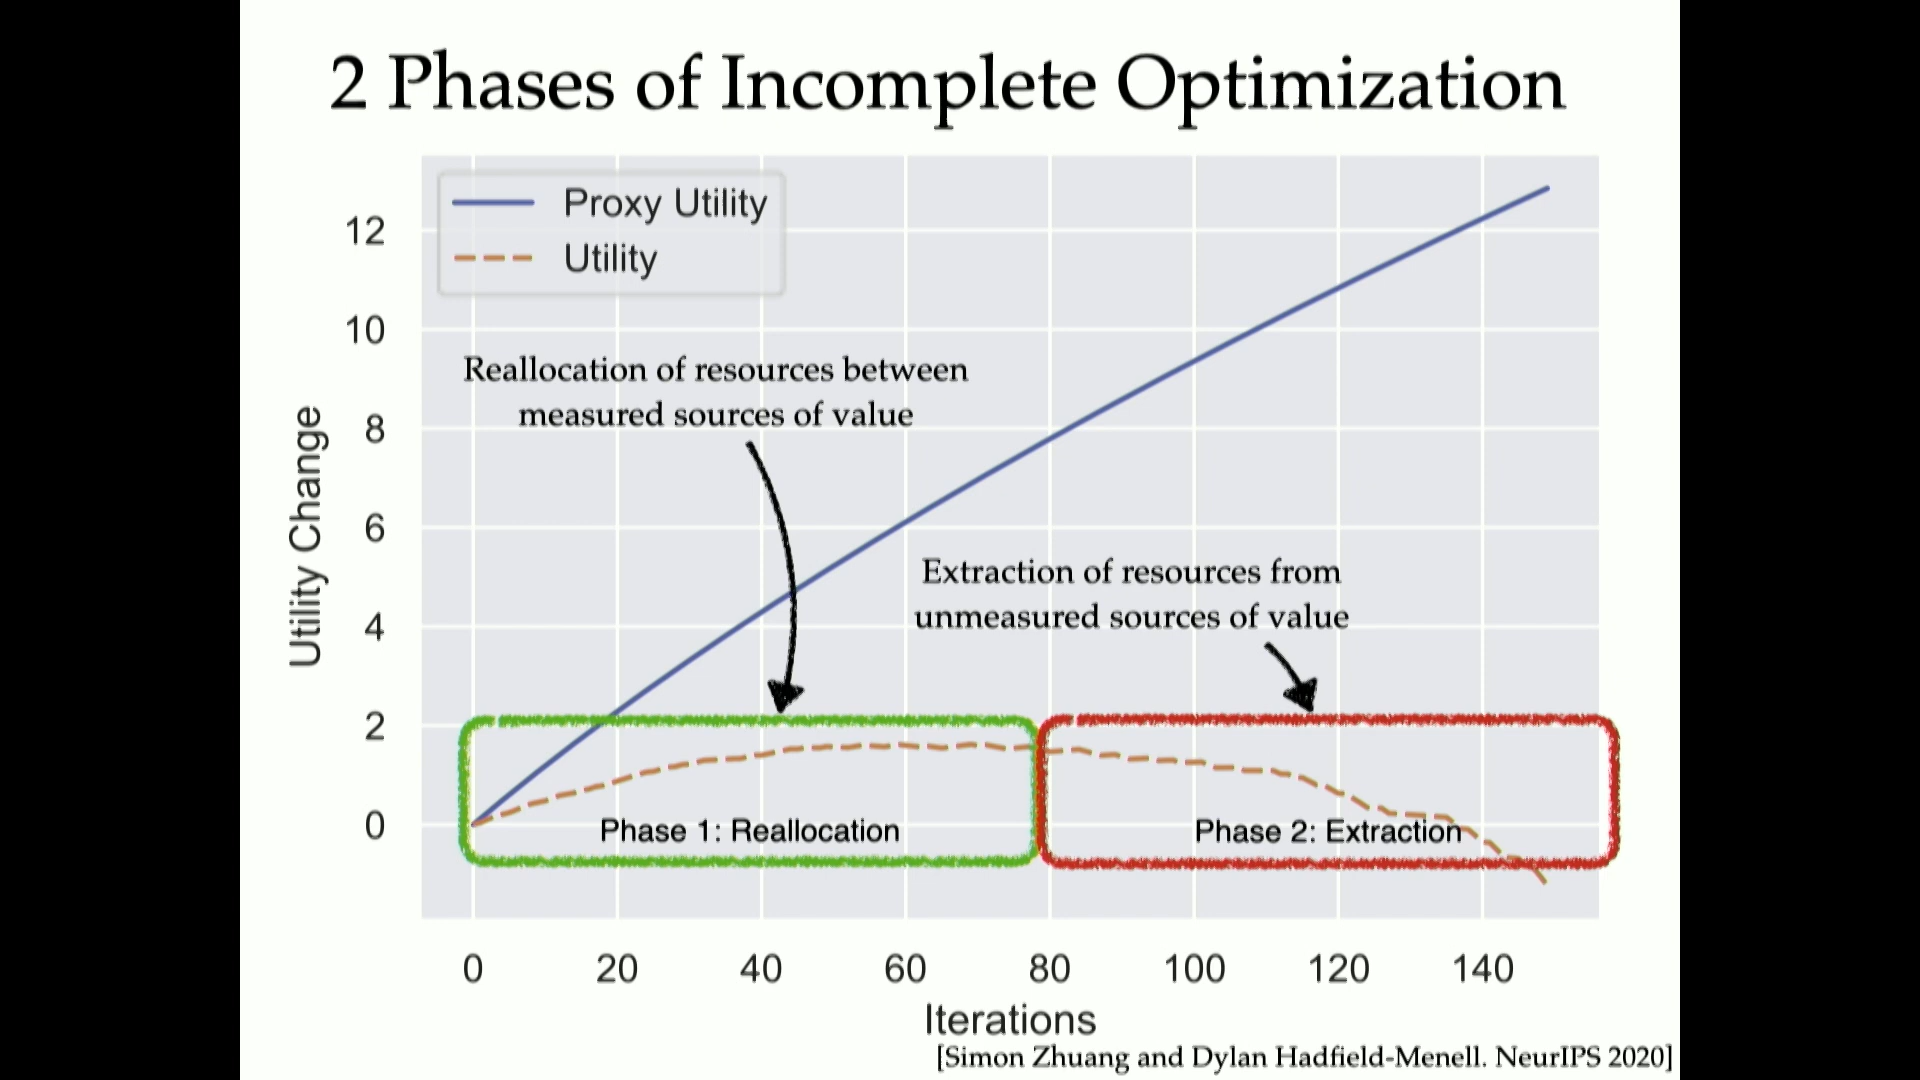 2 Phases of Incomplete Optimization
Proxy Utility
Utility
12
10
8
6
4
2
0
Utility Change
Reallocation of resources between
measured sources of value
Extraction of resources from
unmeasured sources of value
Phase 1: Reallocation
Phase 2: Extraction
0 20 40 60 80 100 120 140
Iterations
[Simon Zhuang and Dylan Hadfield-Menell. NeurIPS 2020]